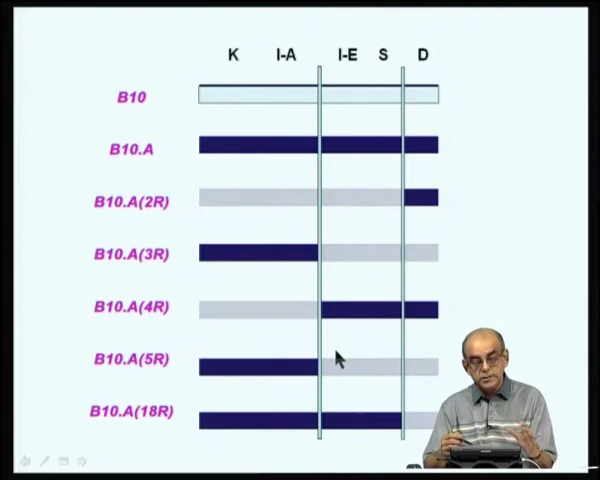 K I-A I-E S D
B10
B10.A
B10.A(2R)
B10.A(3R)
B10.A(4R)
B10.A(5R)
B10.A(18R)